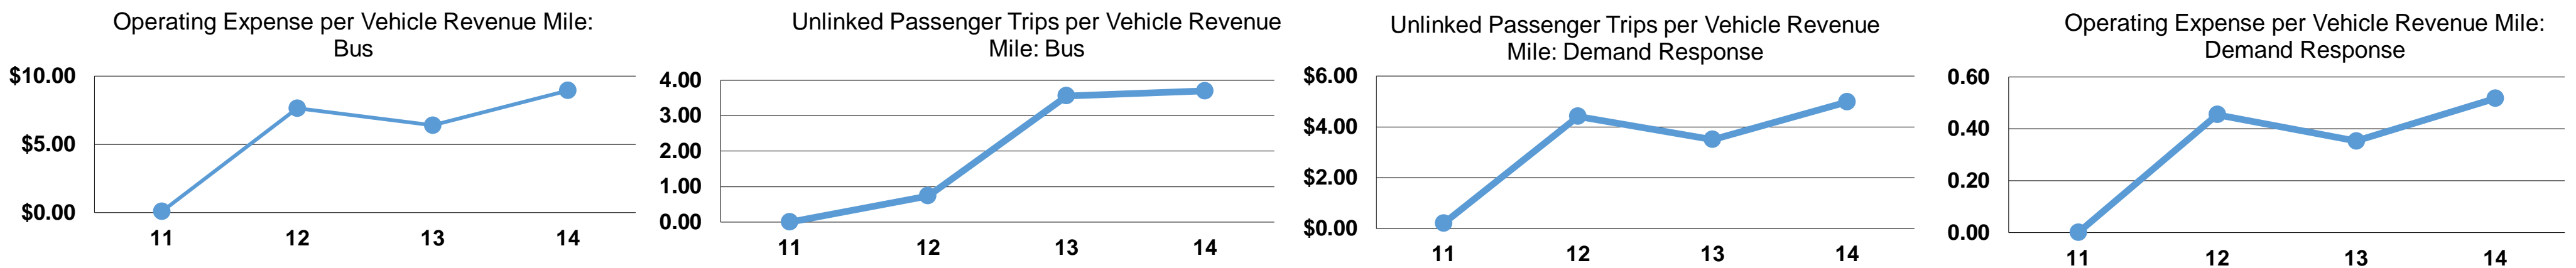 Operating Expense per Vehicle Revenue Mile:
Bus
$10.00
$5.00
$0.00
11 12 13 14
Unlinked Passenger Trips per Vehicle Revenue
Mile: Bus
4.00
3.00
2.00
1.00
0.00
11 12 13 14
Unlinked Passenger Trips per Vehicle Revenue
Mile: Demand Response
$6.00
$4.00
$2.00
$0.00
11 12 13 14
Operating Expense per Vehicle Revenue Mile:
Demand Response
0.60
0.40
0.20
0.00
11 12 13 14